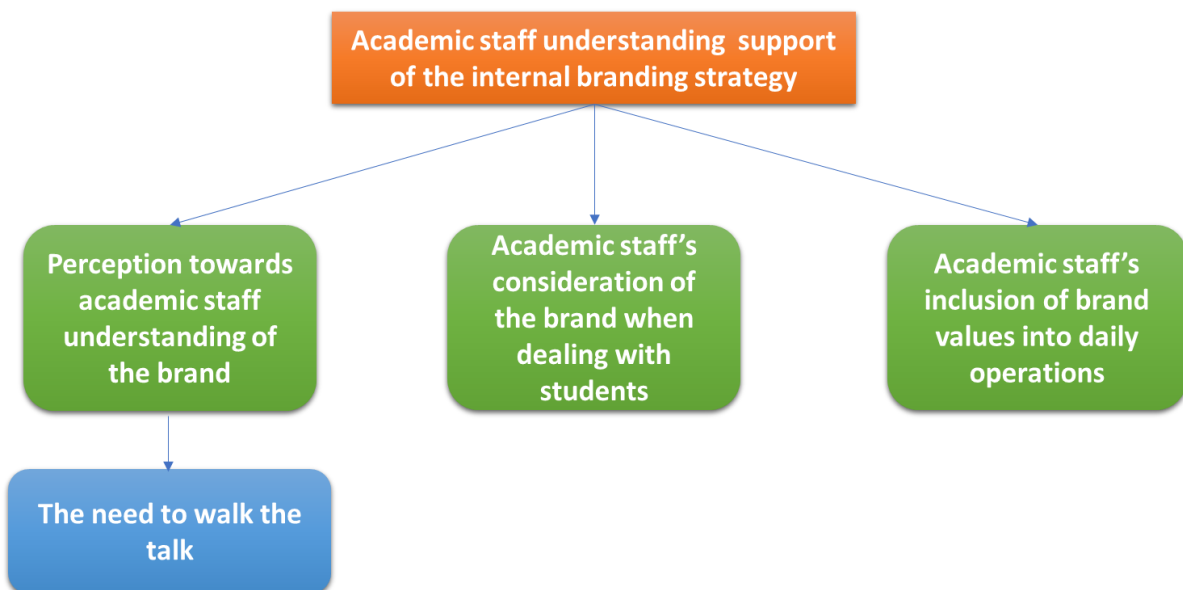 Academic staff understanding  support
of the internal branding strategy
Perception towards
academic staff
understanding of
the brand
Academic staff’s
consideration of
the brand when
dealing with
students
Academic staff’s
inclusion of brand
values into daily
operations
The need to walk the
talk